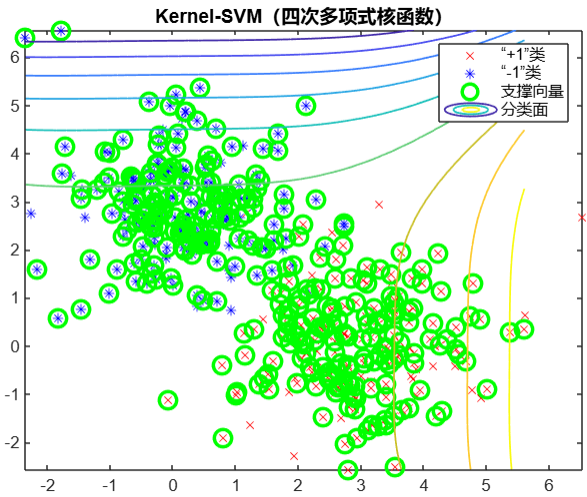 Kernel-SVM（四次多项式核函数）
“+1”类
“-1”类
支撑向量
分类面
6
5
4
3
2
1
0
-1
-2
-2 -1 0 1 2 3 4 5 6